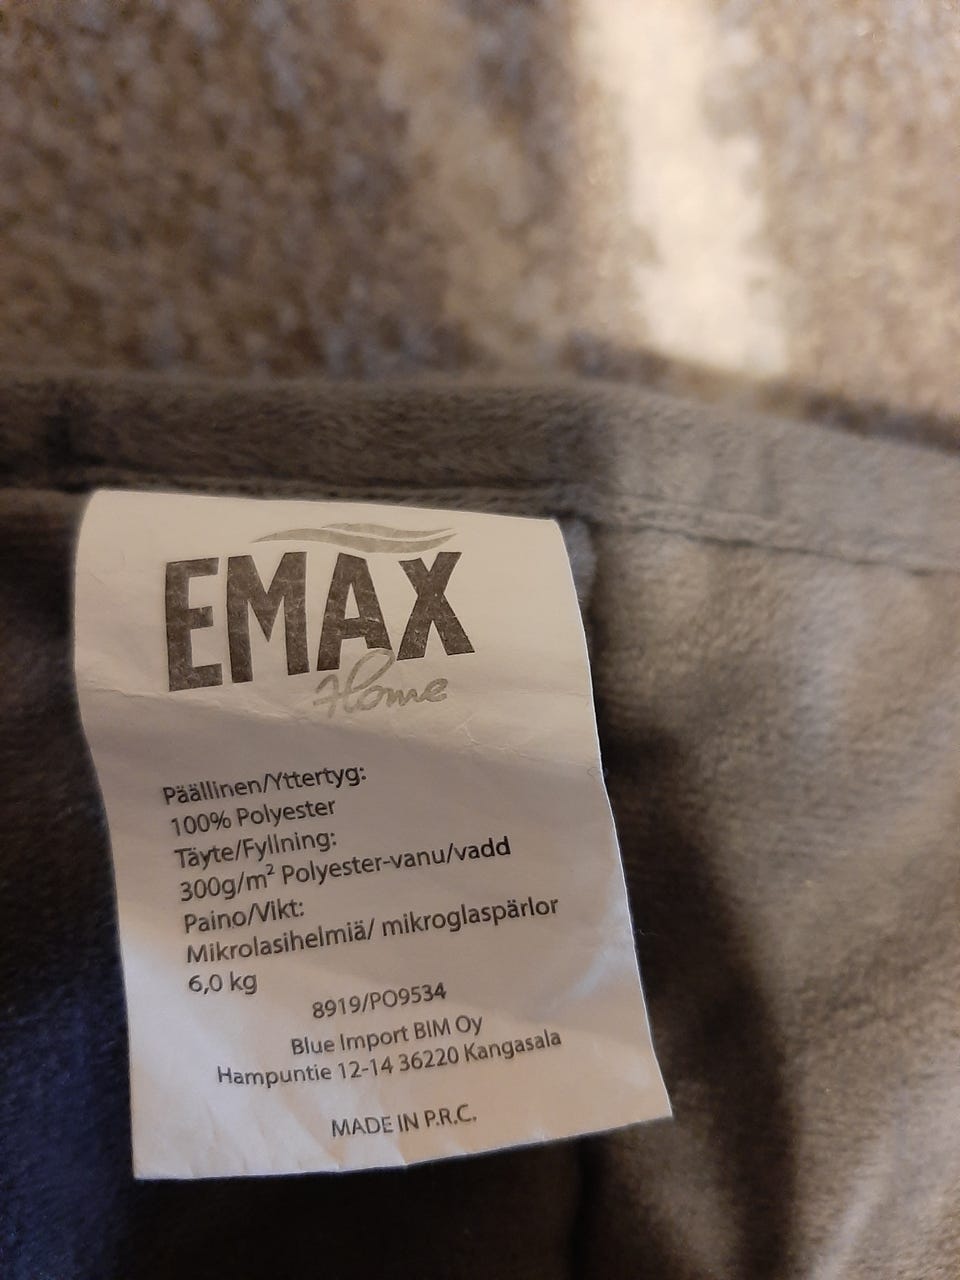 EMAX
Home
Päällinen/Yttertyg:
100% Polyester
Täyte/Fyllning:
300g/m² Polyester-vanu/vadd
Paino/Vikt:
Mikrolasihelmiä/ mikroglaspärlor
6,0 kg
8919/PO9534
Blue Import BIM Oy
Hampuntie 12-14 36220 Kangasala
MADE IN P.R.C.